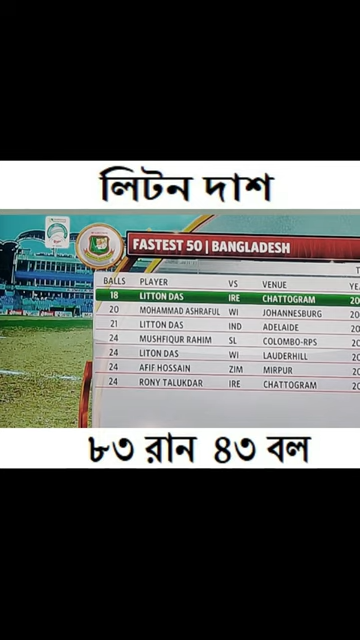 লিটন দাশ
FASTEST 50 | BANGLADESH
BALLS PLAYER VS VENUE
18 LITTON DAS IRE CHATTOGRAM
20 MOHAMMAD ASHRAFUL WI JOHANNESBURG
21 LITTON DAS IND ADELAIDE
24 MUSHFIQUR RAHIM SL COLOMBO-RPS
24 LITON DAS WI LAUDERHILL
24 AFIF HOSSAIN ZIM MIRPUR
24 RONY TALUKDAR IRE CHATTOGRAM
৮৩ রান ৪৩ বল